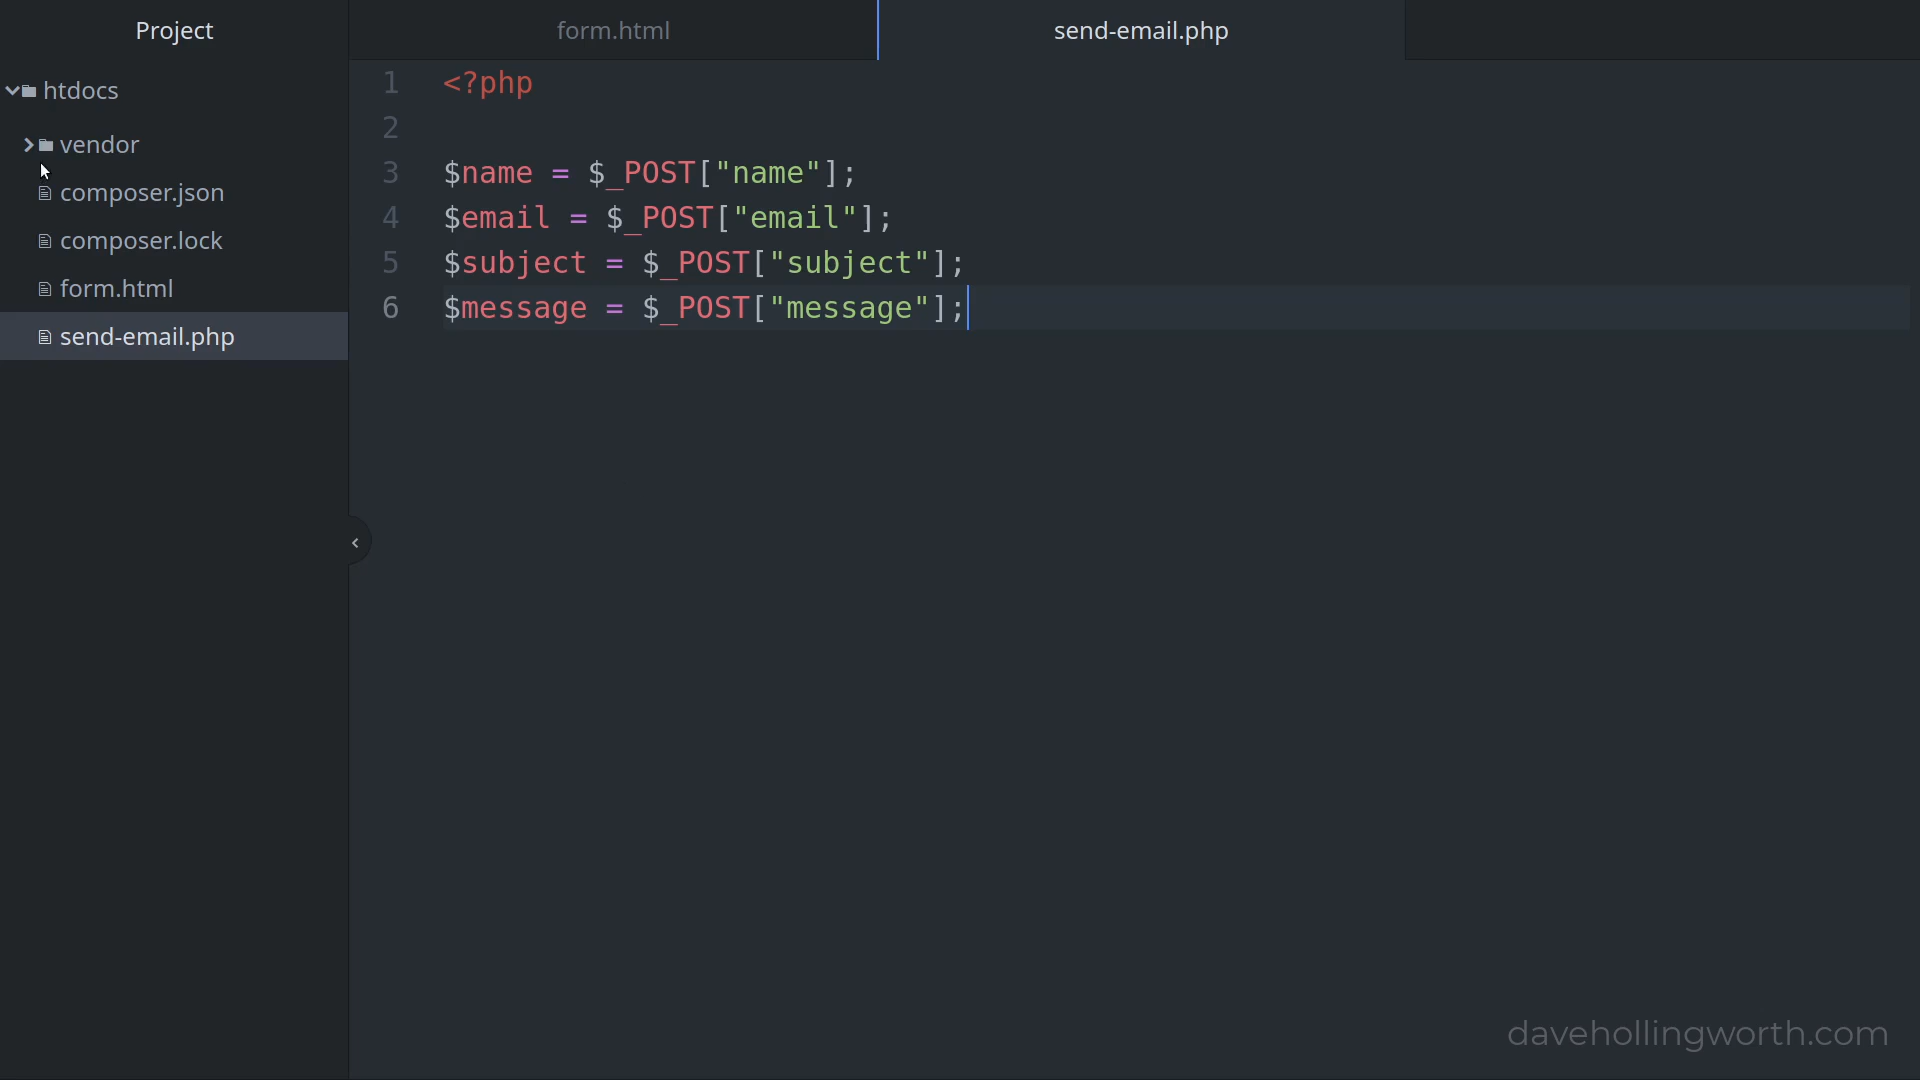 Project
form.html
send-email.php
htdocs
vendor
composer.json
composer.lock
form.html
send-email.php
1 <?php
2
3 $name = $_POST["name"];
4 $email = $_POST["email"];
5 $subject = $_POST["subject"];
6 $message = $_POST["message"];
davehollingworth.com